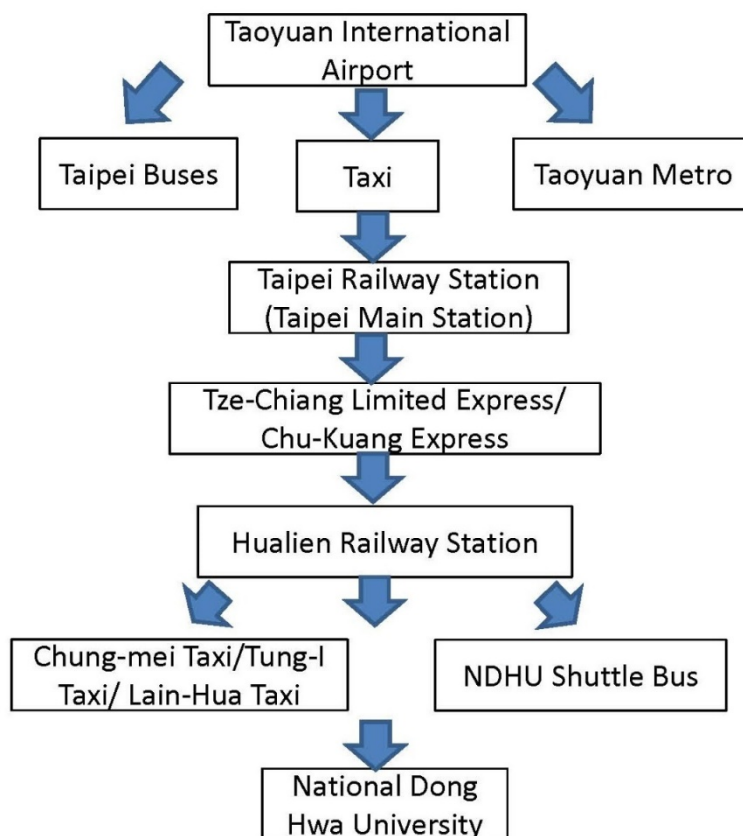 Taoyuan International
Airport
Taipei Buses
Taxi
Taoyuan Metro
Taipei Railway Station
(Taipei Main Station)
Tze-Chiang Limited Express/
Chu-Kuang Express
Hualien Railway Station
Chung-mei Taxi/Tung-I
Taxi/ Lain-Hua Taxi
NDHU Shuttle Bus
National Dong
Hwa University